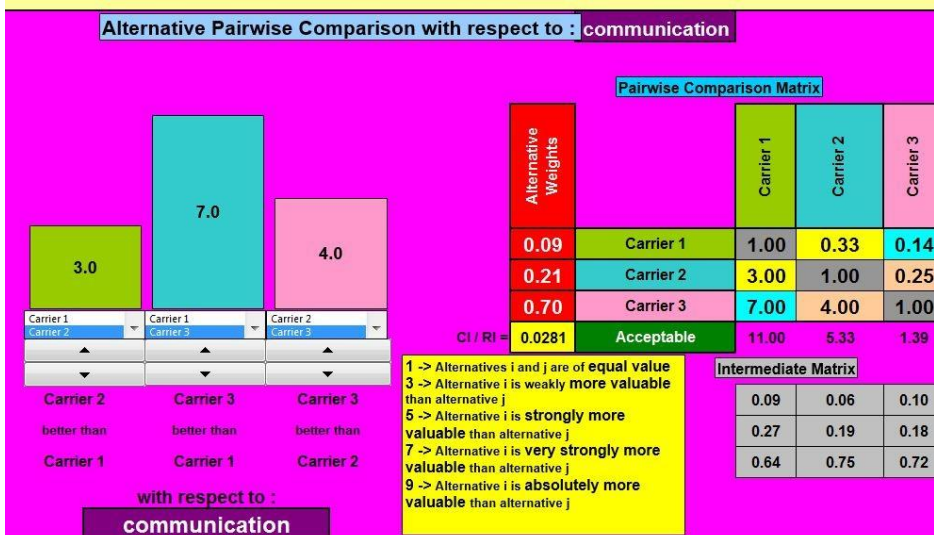 Alternative Pairwise Comparison with respect to : communication
Pairwise Comparison Matrix
Alternative Weights
Carrier 1
Carrier 2
Carrier 3
3.0
7.0
4.0
0.09 Carrier 1 1.00 0.33 0.14
0.21 Carrier 2 3.00 1.00 0.25
0.70 Carrier 3 7.00 4.00 1.00
CI / RI = 0.0281 Acceptable 11.00 5.33 1.39
Carrier 1
Carrier 2
Carrier 1
Carrier 3
Carrier 2
Carrier 3
Carrier 2 Carrier 3 Carrier 3
better than better than better than
Carrier 1 Carrier 1 Carrier 2
with respect to :
communication
1 -> Alternatives i and j are of equal value
3 -> Alternative i is weakly more valuable
than alternative j
5 -> Alternative i is strongly more
valuable than alternative j
7 -> Alternative i is very strongly more
valuable than alternative j
9 -> Alternative i is absolutely more
valuable than alternative j
Intermediate Matrix
0.09 0.06 0.10
0.27 0.19 0.18
0.64 0.75 0.72